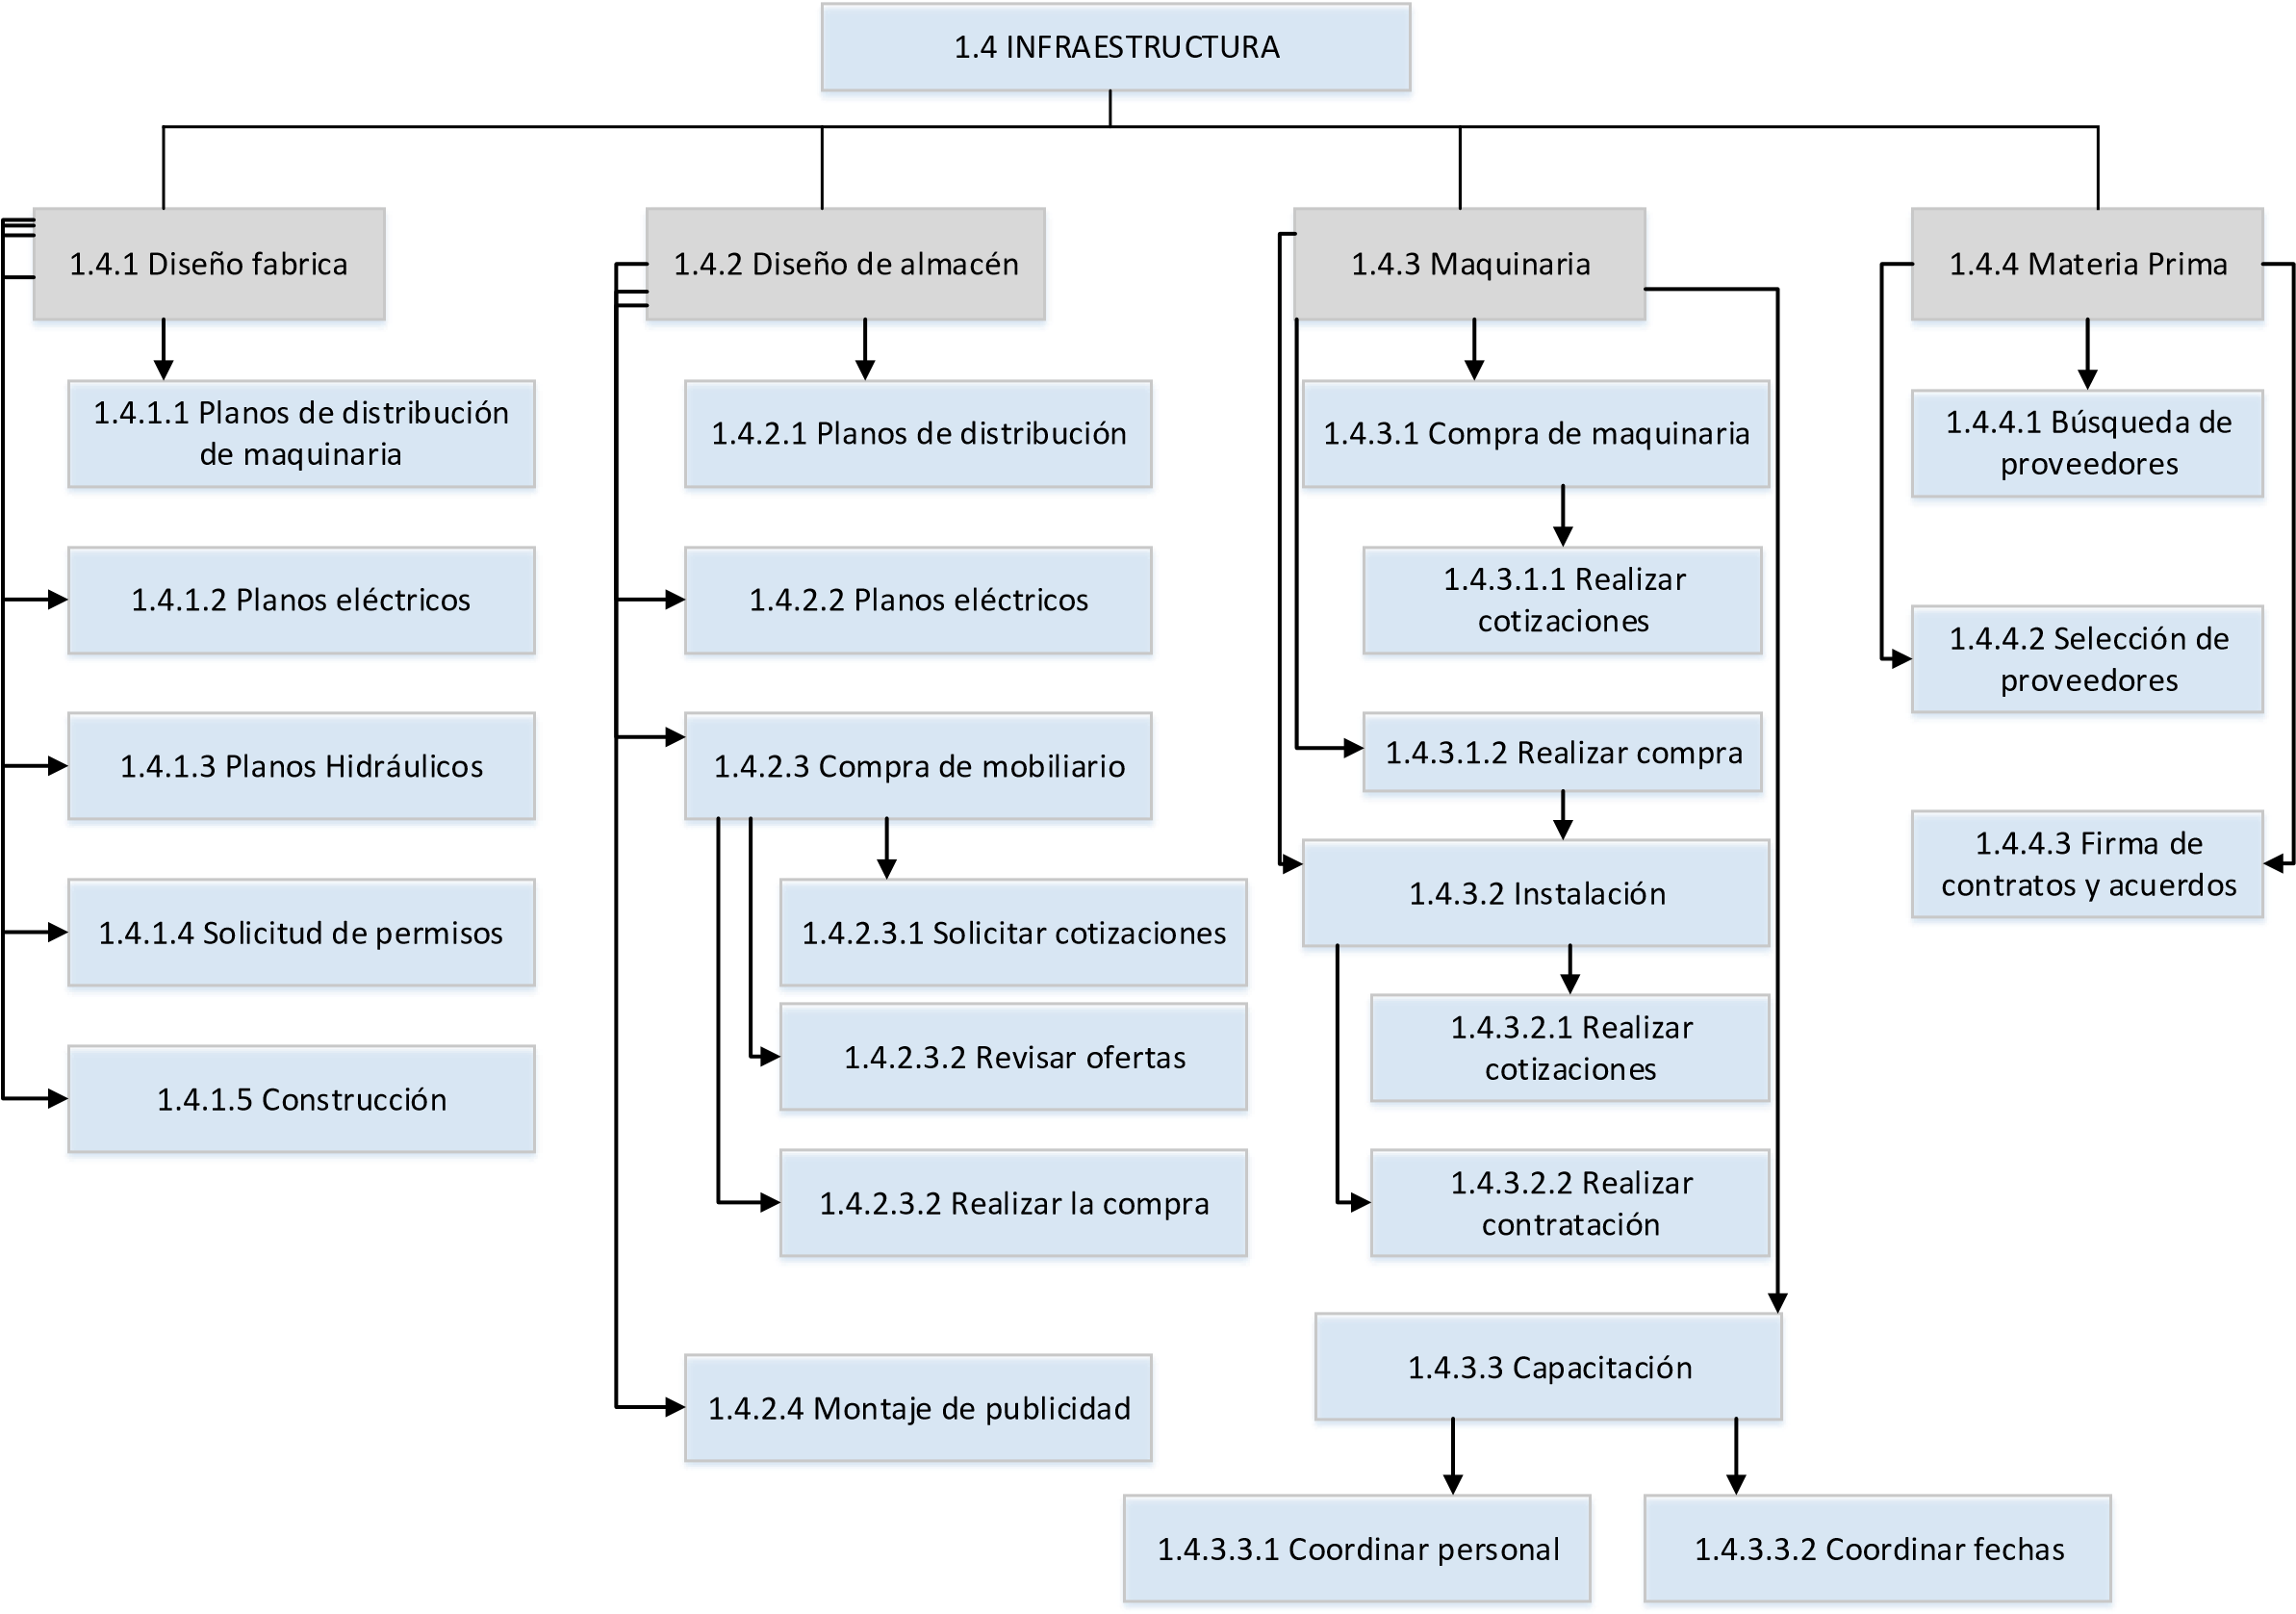 1.4 INFRAESTRUCTURA
1.4.1 Diseño fabrica
1.4.1.1 Planos de distribución
de maquinaria
1.4.1.2 Planos eléctricos
1.4.1.3 Planos Hidráulicos
1.4.1.4 Solicitud de permisos
1.4.1.5 Construcción
1.4.2 Diseño de almacén
1.4.2.1 Planos de distribución
1.4.2.2 Planos eléctricos
1.4.2.3 Compra de mobiliario
1.4.2.3.1 Solicitar cotizaciones
1.4.2.3.2 Revisar ofertas
1.4.2.3.2 Realizar la compra
1.4.2.4 Montaje de publicidad
1.4.3 Maquinaria
1.4.3.1 Compra de maquinaria
1.4.3.1.1 Realizar
cotizaciones
1.4.3.1.2 Realizar compra
1.4.3.2 Instalación
1.4.3.2.1 Realizar
cotizaciones
1.4.3.2.2 Realizar
contratación
1.4.3.3 Capacitación
1.4.3.3.1 Coordinar personal
1.4.3.3.2 Coordinar fechas
1.4.4 Materia Prima
1.4.4.1 Búsqueda de
proveedores
1.4.4.2 Selección de
proveedores
1.4.4.3 Firma de
contratos y acuerdos